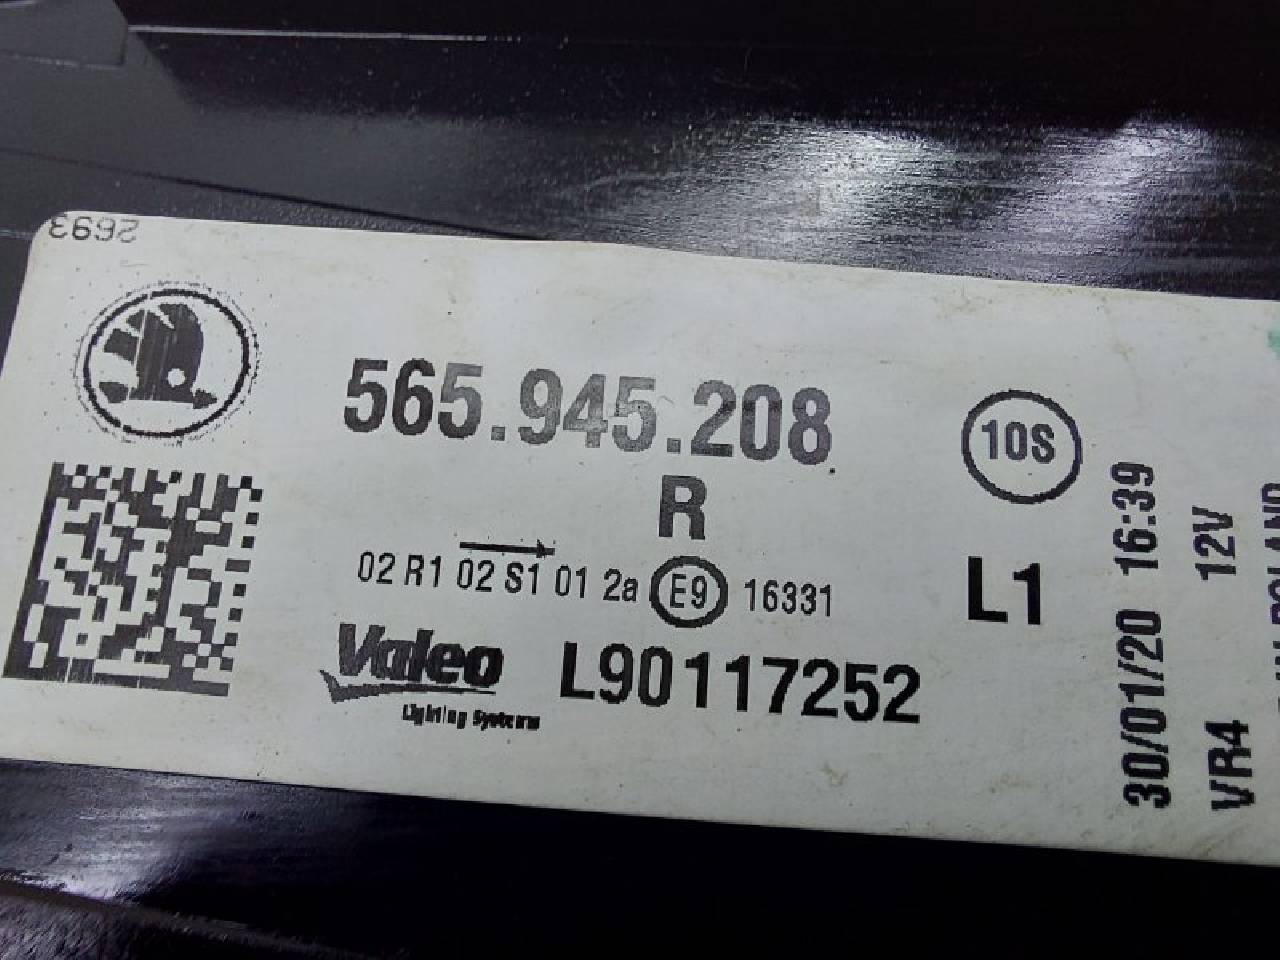 2693
565.945.208
R
10S
02 R1 02 S1 01 2a E9 16331
L1
Valeo
Lighting Systems
L90117252
30/01/20 16:39
VR4 12V